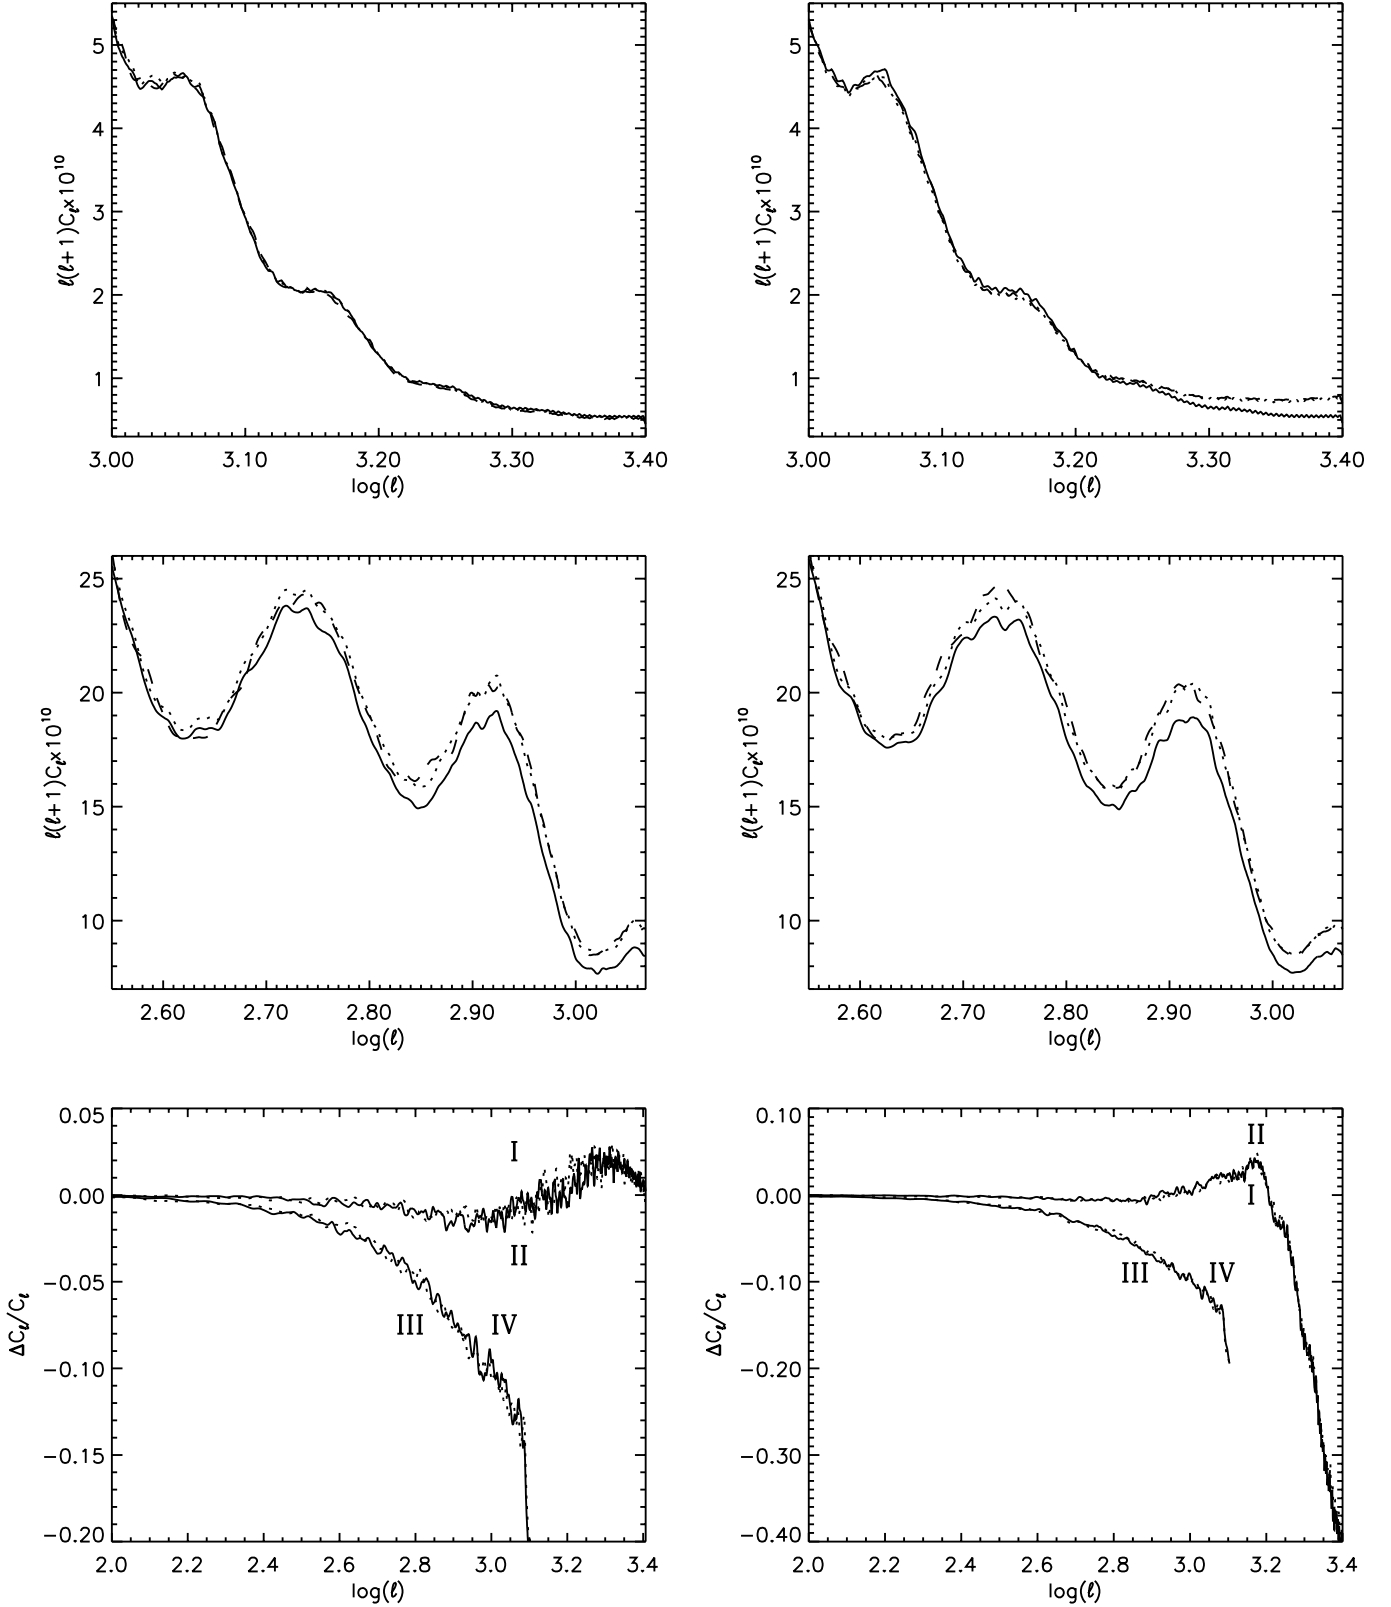 5
4
3
2
1
ℓ(ℓ+1)Cℓx10¹⁰
3.00 3.10 3.20 3.30 3.40
log(ℓ)
5
4
3
2
1
ℓ(ℓ+1)Cℓx10¹⁰
3.00 3.10 3.20 3.30 3.40
log(ℓ)
25
20
15
10
ℓ(ℓ+1)Cℓx10¹⁰
2.60 2.70 2.80 2.90 3.00
log(ℓ)
25
20
15
10
ℓ(ℓ+1)Cℓx10¹⁰
2.60 2.70 2.80 2.90 3.00
log(ℓ)
0.05
0.00
−0.05
−0.10
−0.15
−0.20
ΔCℓ/Cℓ
I
II
III IV
2.0 2.2 2.4 2.6 2.8 3.0 3.2 3.4
log(ℓ)
0.10
0.00
−0.10
−0.20
−0.30
−0.40
ΔCℓ/Cℓ
II
I
III IV
2.0 2.2 2.4 2.6 2.8 3.0 3.2 3.4
log(ℓ)